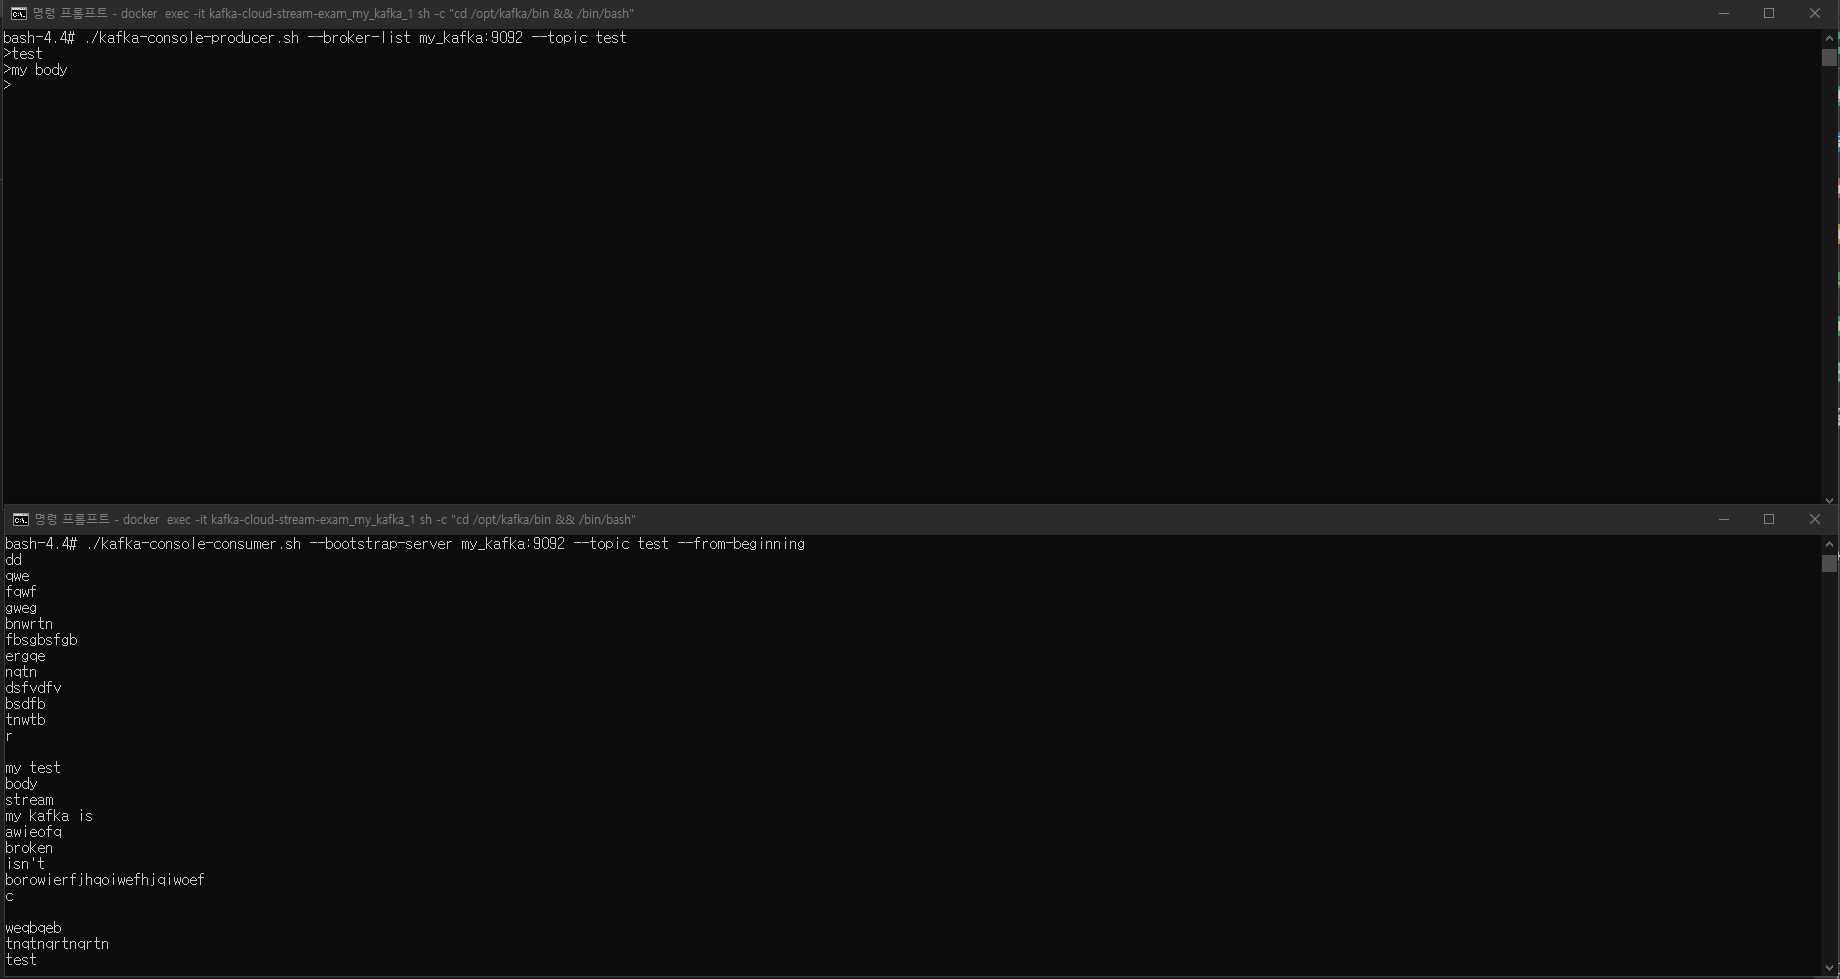 명령 프롬프트 - docker  exec -it kafka-cloud-stream-exam_my_kafka_1 sh -c "cd /opt/kafka/bin && /bin/bash"
bash-4.4# ./kafka-console-producer.sh --broker-list my_kafka:9092 --topic test
>test
>my body
>
명령 프롬프트 - docker  exec -it kafka-cloud-stream-exam_my_kafka_1 sh -c "cd /opt/kafka/bin && /bin/bash"
bash-4.4# ./kafka-console-consumer.sh --bootstrap-server my_kafka:9092 --topic test --from-beginning
dd
qwe
fqwf
gweg
bnwrtn
fbsgbsfgb
ergqe
nqtn
dsfvdfv
bsdfb
tnwtb
r
my test
body
stream
my kafka is
awieofq
broken
isn't
borowierfjhqoiwefhjqiwoef
c
weqbqeb
tnqtnqrtnqrtn
test